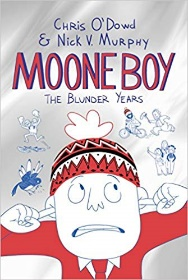 CHRIS O'DOWD
& NICK V. MURPHY
MOONE BOY
THE BLUNDER YEARS